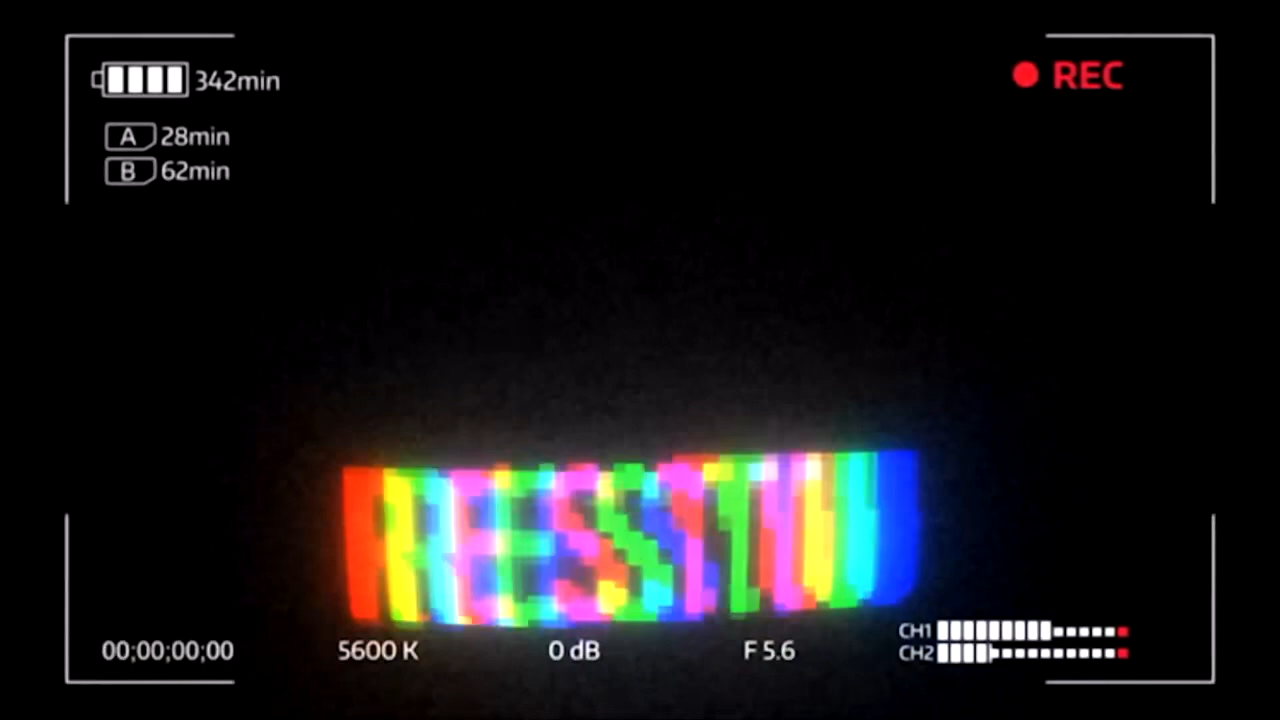 342min
REC
A 28min
B 62min
00;00;00;00
5600 K
0 dB
F 5.6
CH1
CH2